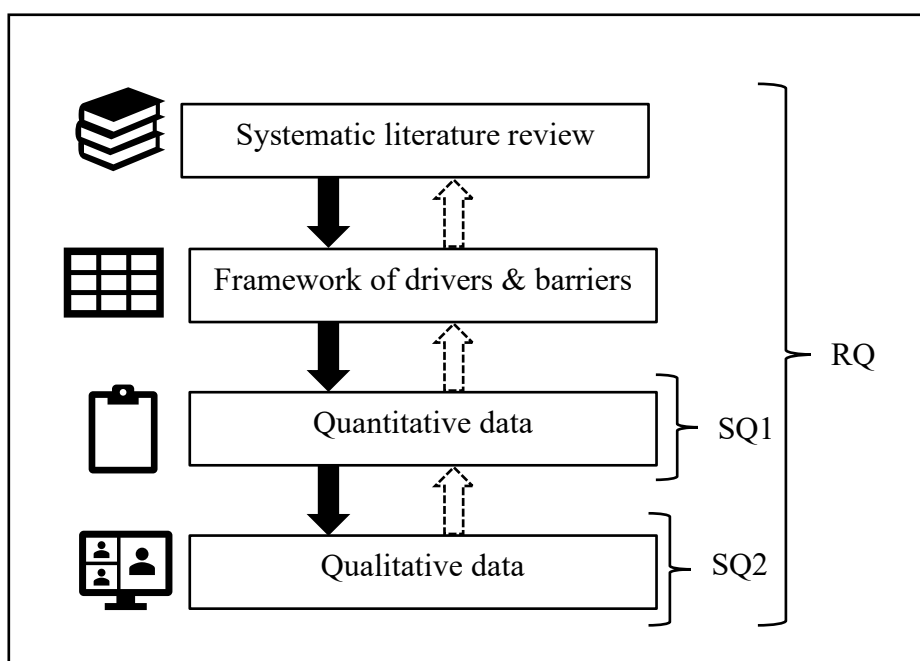 Systematic literature review
Framework of drivers & barriers
RQ
Quantitative data
SQ1
Qualitative data
SQ2